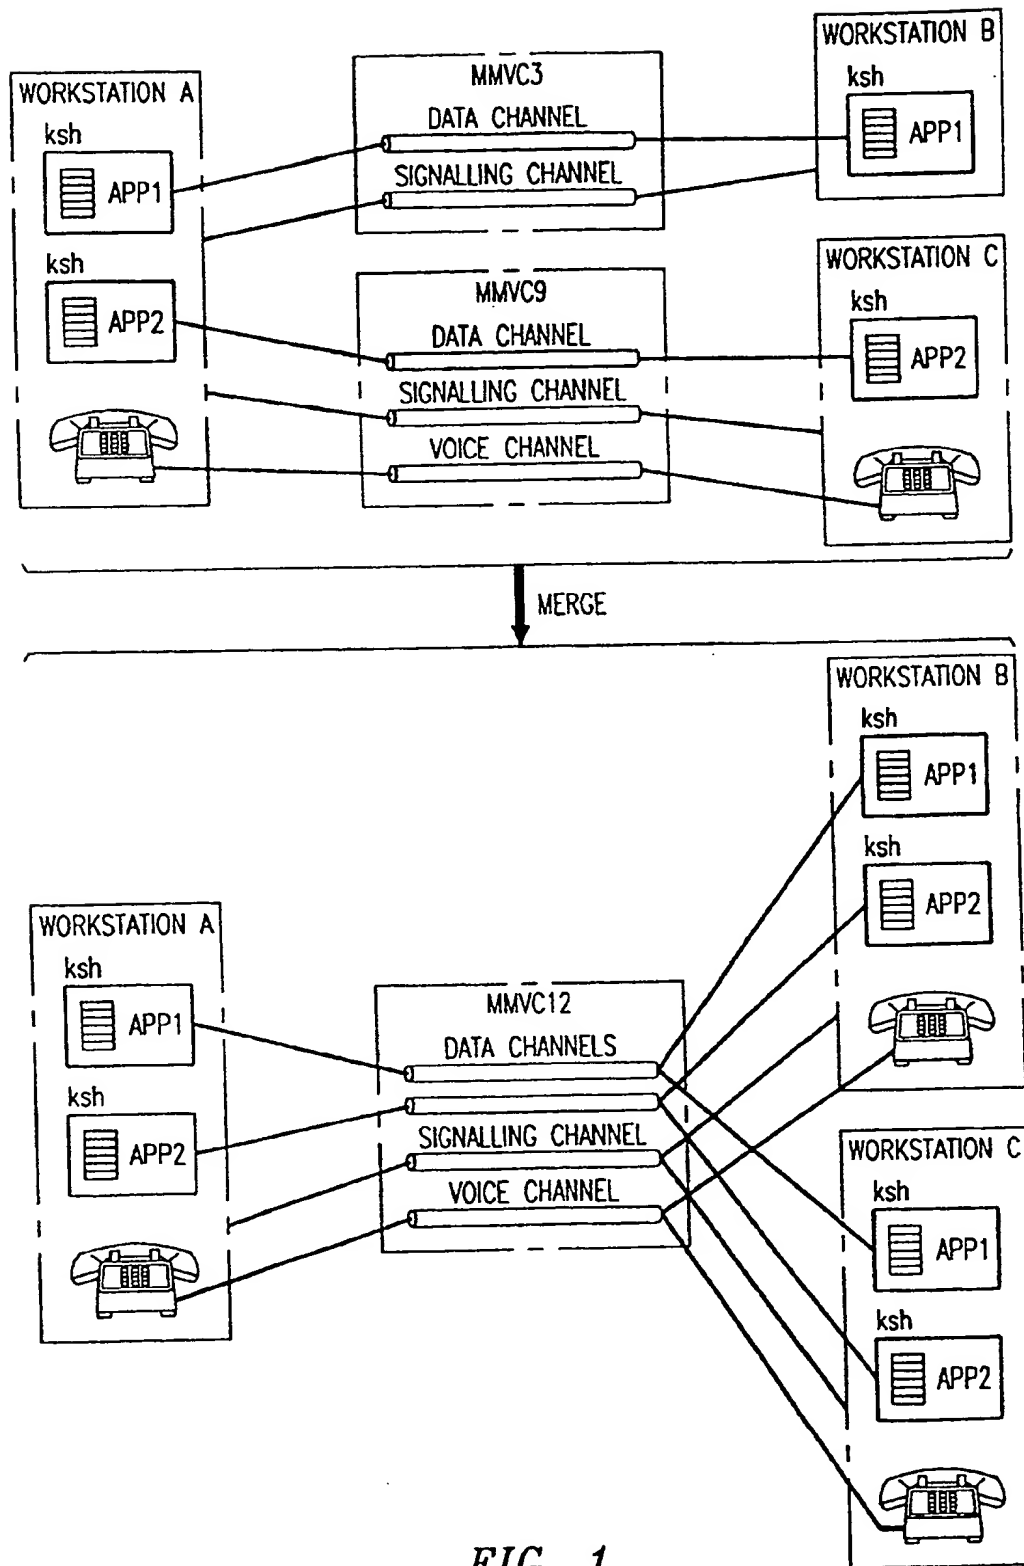 WORKSTATION A
ksh
APP1
ksh
APP2
MMVC3
DATA CHANNEL
SIGNALLING CHANNEL
MMVC9
DATA CHANNEL
SIGNALLING CHANNEL
VOICE CHANNEL
WORKSTATION B
ksh
APP1
WORKSTATION C
ksh
APP2
MERGE
WORKSTATION A
ksh
APP1
ksh
APP2
MMVC12
DATA CHANNELS
SIGNALLING CHANNEL
VOICE CHANNEL
WORKSTATION B
ksh
APP1
ksh
APP2
WORKSTATION C
ksh
APP1
ksh
APP2
FIG. 1